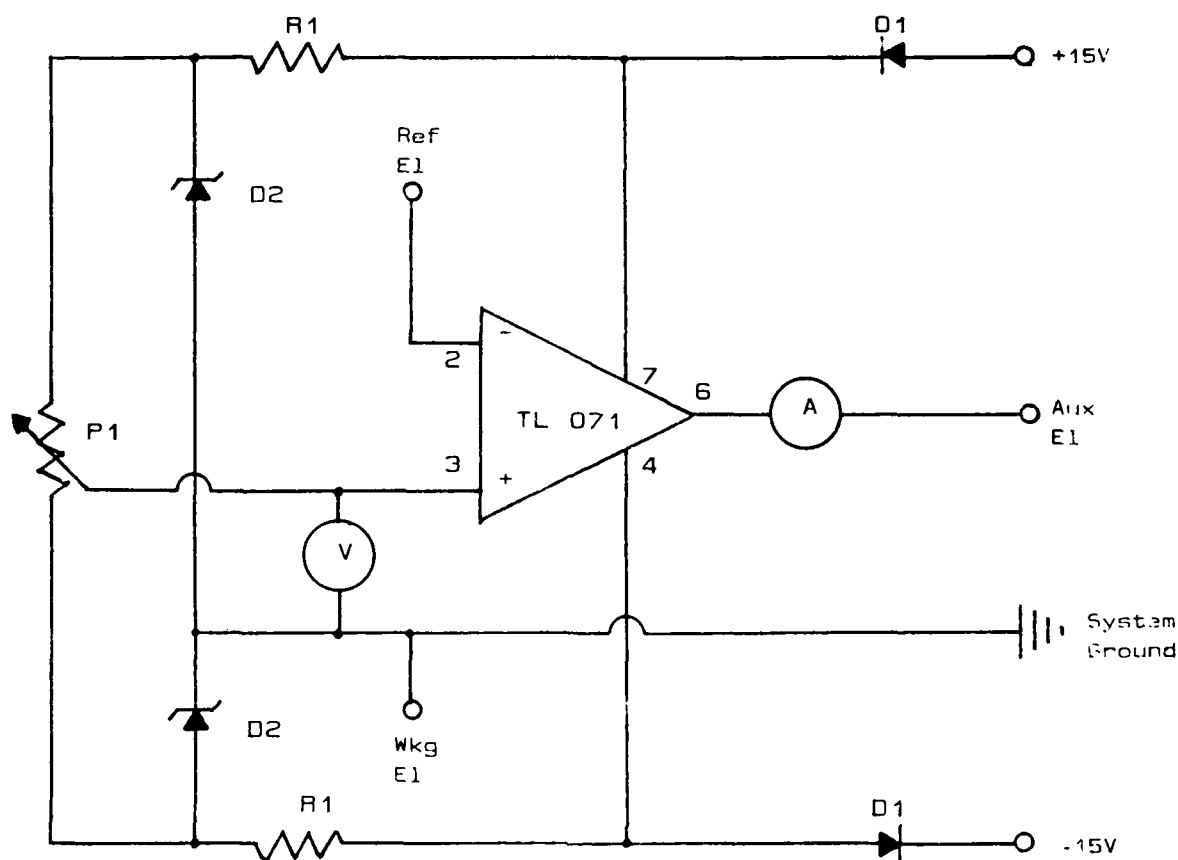 R1
D1
+15V
Ref
El
D2
2
-
7
6
P1
TL 071
A
Aux
El
3
+
4
V
System
Ground
D2
Wkg
El
R1
D1
-15V